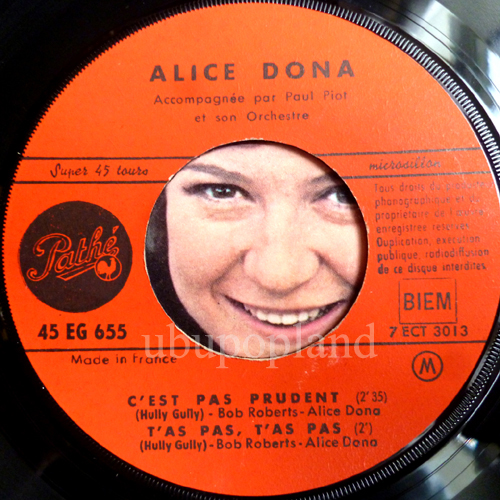 ALICE DONA
Accompagnée par Paul Piot
et son Orchestre
Super 45 tours
microsillon
Tous droits du
phonographique et du
propriétaire de l'œuvre
enregistrée réservés
Duplication, exécution
publique, radiodiffusion
de ce disque interdites
Pathé
45 EG 655
BIEM
7 ECT 3013
Made in France
M
ubupopland
C'EST PAS PRUDENT (2'35)
(Hully Gully) - Bob Roberts - Alice Dona
T'AS PAS, T'AS PAS (2')
(Hully Gully) - Bob Roberts - Alice Dona